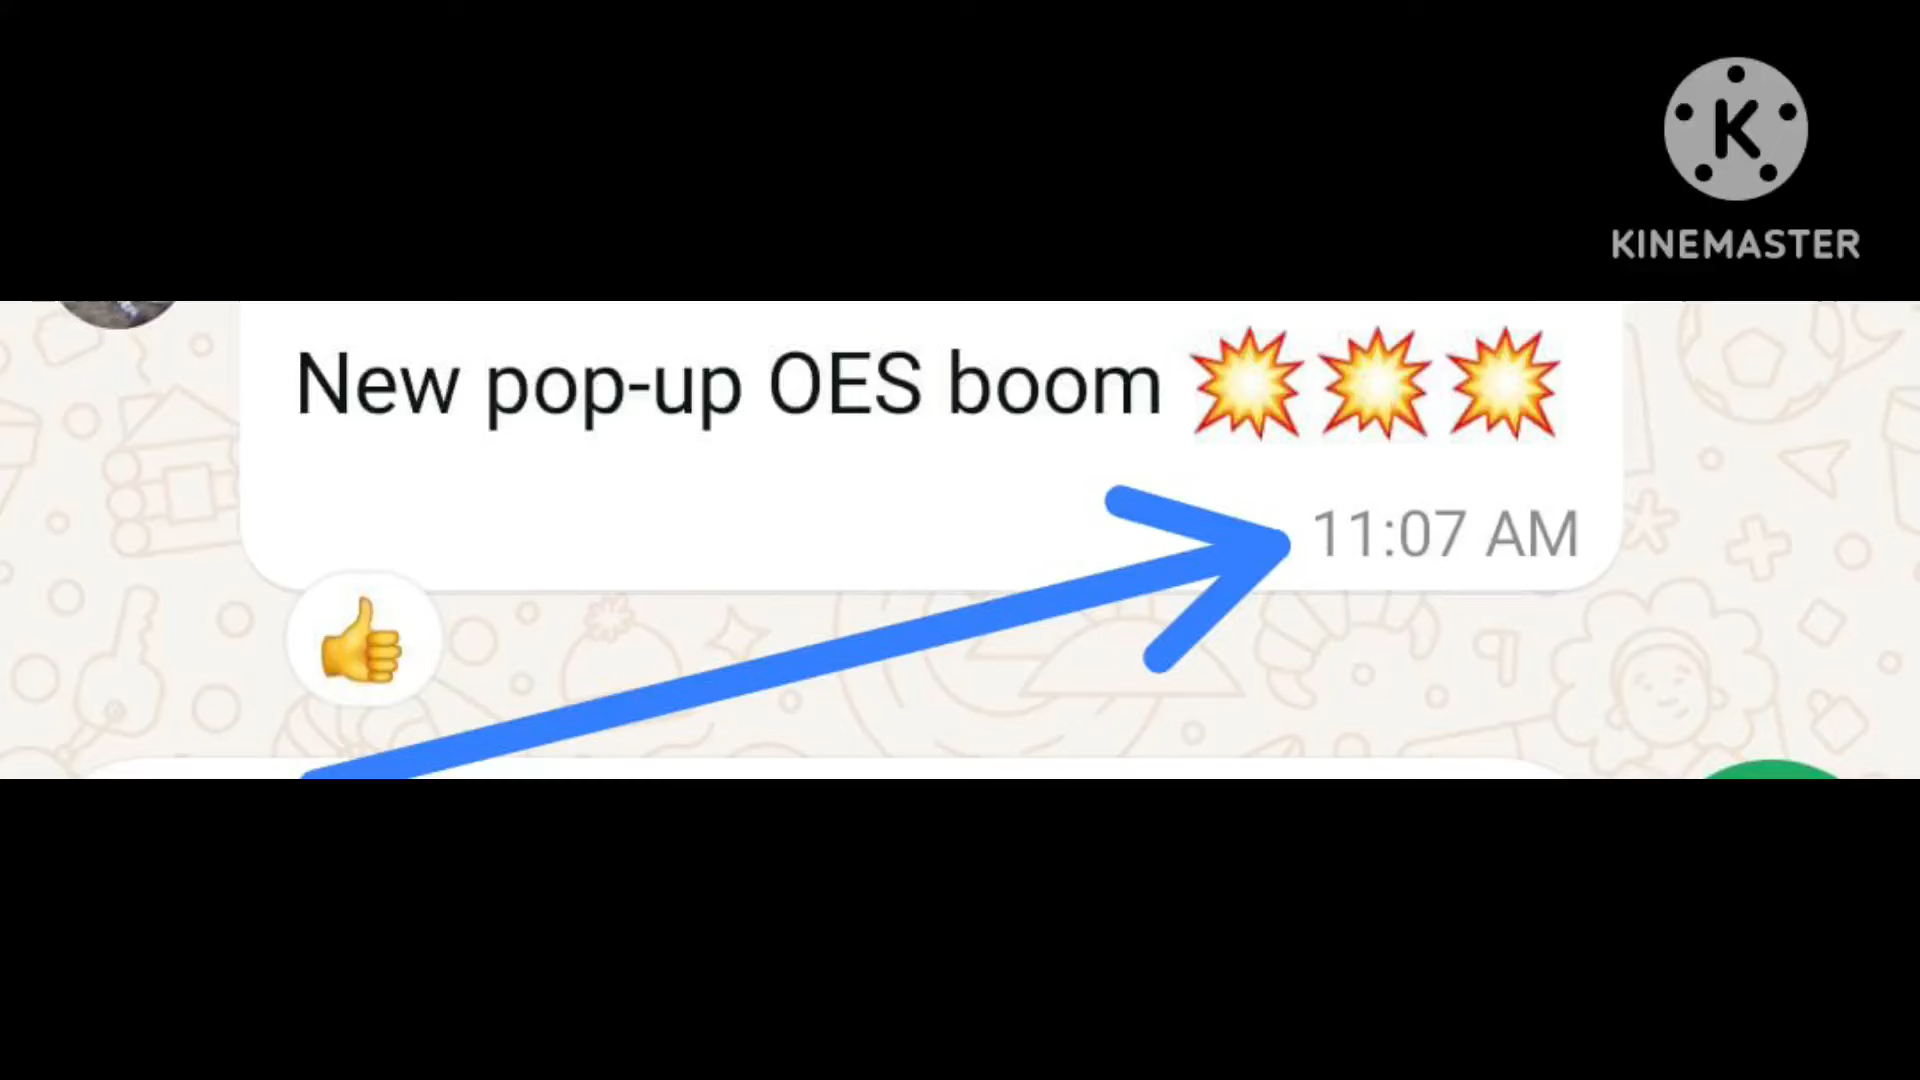 K
KINEMASTER
New pop-up OES boom 💥💥💥
11:07 AM
👍